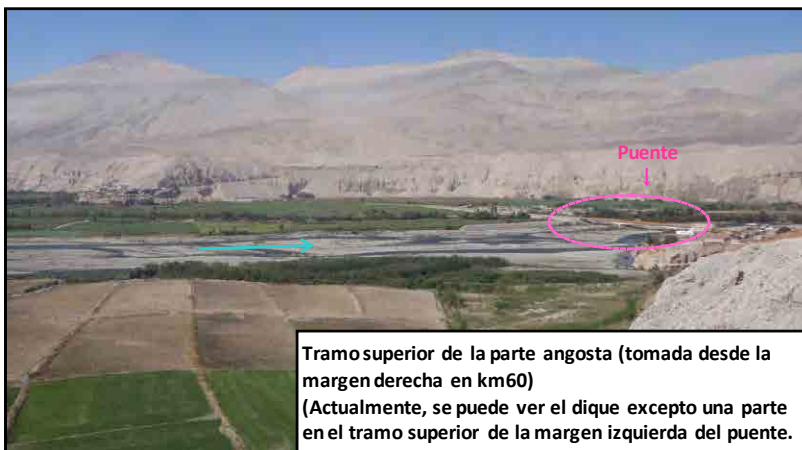 Puente
Tramo superior de la parte angosta (tomada desde la
margen derecha en km60)
(Actualmente, se puede ver el dique excepto una parte
en el tramo superior de la margen izquierda del puente.